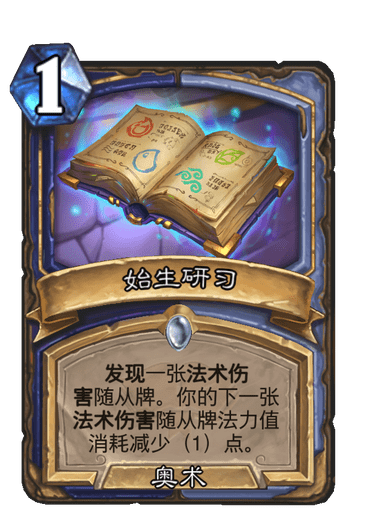 1
始生研习
发现一张法术伤
害随从牌。你的下一张
法术伤害随从牌法力值
消耗减少（1）点。
奥术